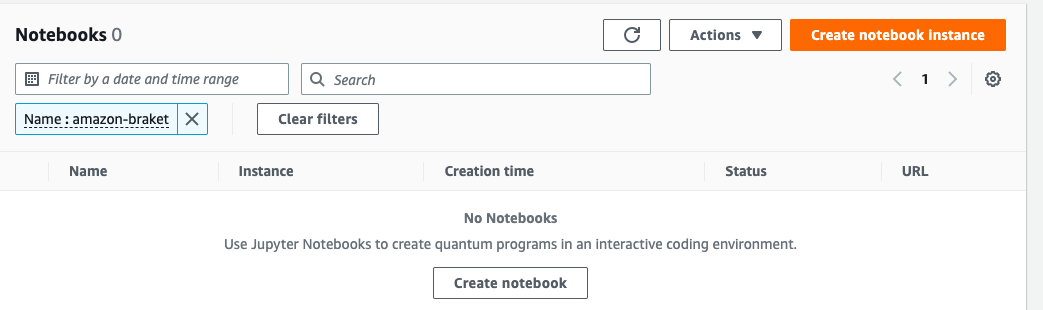 Notebooks 0
Actions
Create notebook instance
Filter by a date and time range
Search
1
Name : amazon-braket
Clear filters
Name Instance Creation time Status URL
No Notebooks
Use Jupyter Notebooks to create quantum programs in an interactive coding environment.
Create notebook